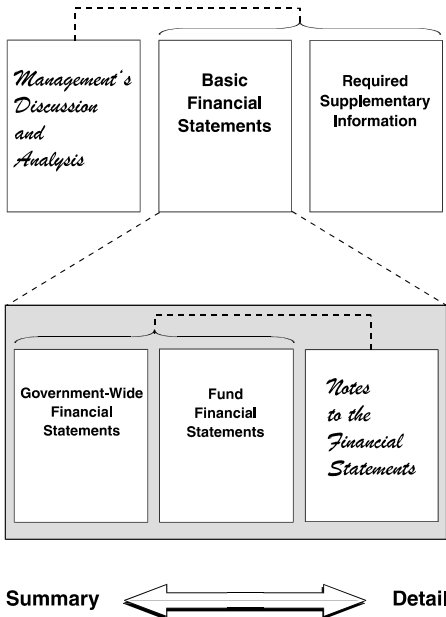 Management's
Discussion
and
Analysis
Basic
Financial
Statements
Required
Supplementary
Information
Government-Wide
Financial
Statements
Fund
Financial
Statements
Notes
to the
Financial
Statements
Summary
Detail